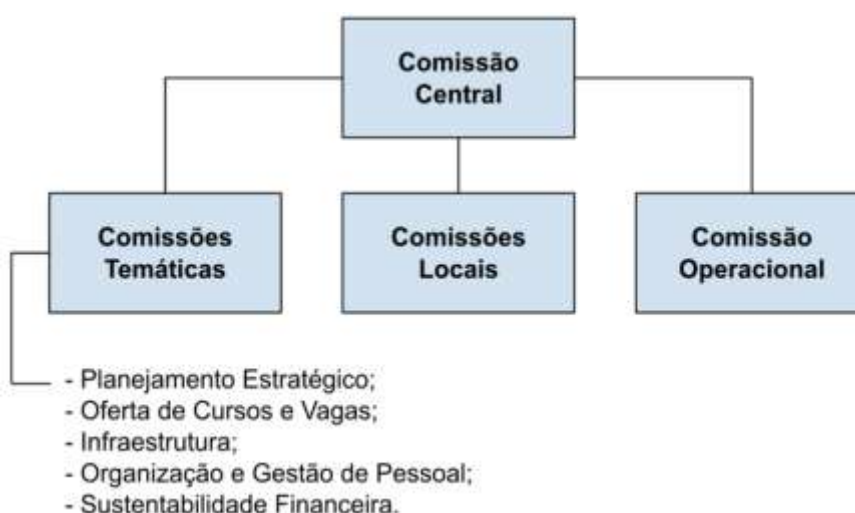 Comissão
Central
Comissões
Temáticas
Comissões
Locais
Comissão
Operacional
- Planejamento Estratégico;
- Oferta de Cursos e Vagas;
- Infraestrutura;
- Organização e Gestão de Pessoal;
- Sustentabilidade Financeira.